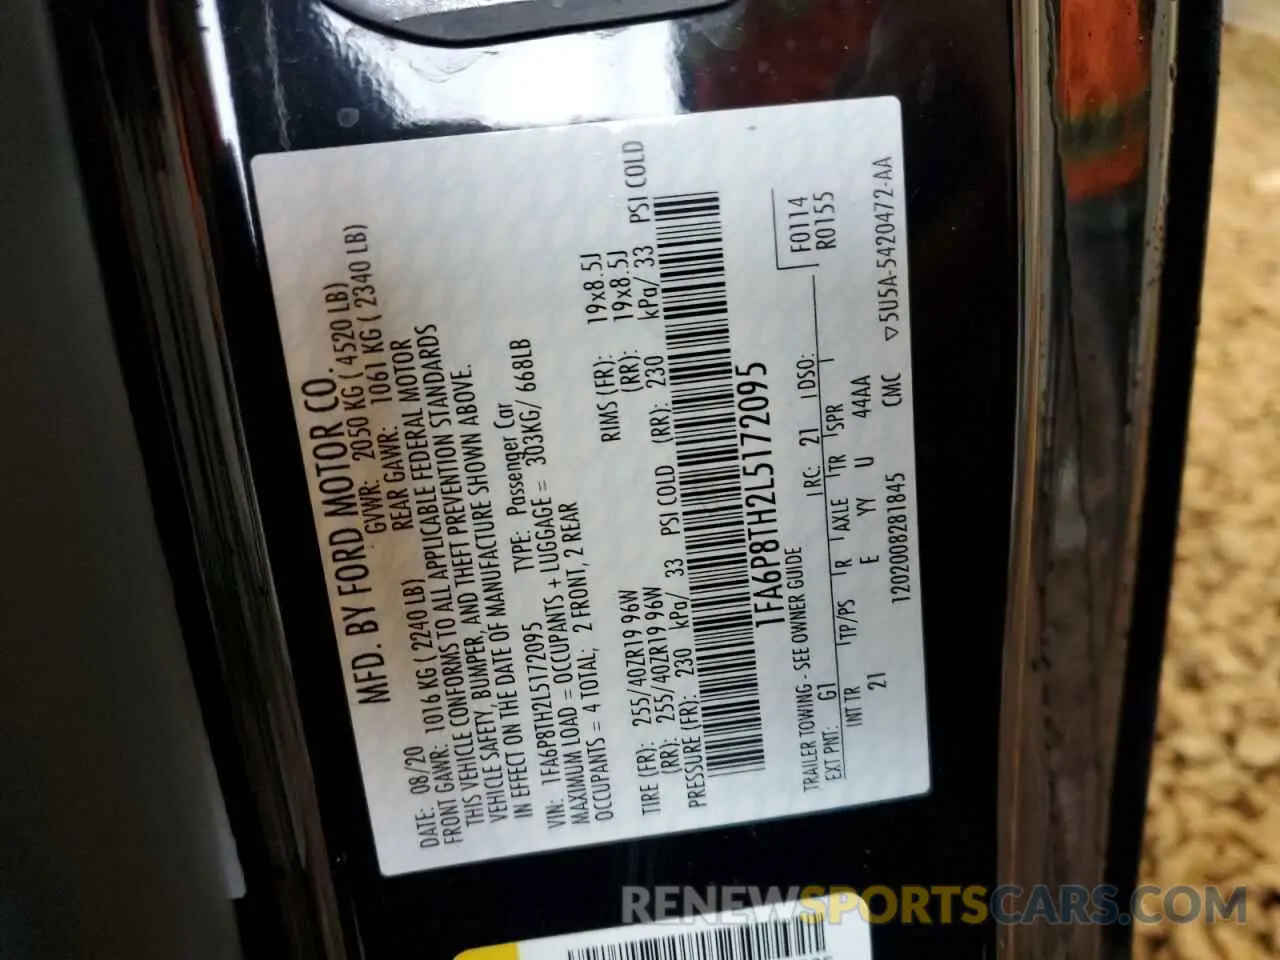 MFD. BY FORD MOTOR CO.
DATE: 08/20 GVWR: 2050 KG ( 4520 LB)
FRONT GAWR: 1016 KG ( 2240 LB) REAR GAWR: 1061 KG ( 2340 LB)
THIS VEHICLE CONFORMS TO ALL APPLICABLE FEDERAL MOTOR
VEHICLE SAFETY, BUMPER, AND THEFT PREVENTION STANDARDS
IN EFFECT ON THE DATE OF MANUFACTURE SHOWN ABOVE.
VIN: 1FA6P8TH2L5172095 TYPE: Passenger Car
MAXIMUM LOAD = OCCUPANTS + LUGGAGE = 303KG/ 668LB
OCCUPANTS = 4 TOTAL; 2 FRONT, 2 REAR
TIRE (FR): 255/40ZR19 96W RIMS (FR): 19x8.5J
(RR): 255/40ZR19 96W (RR): 19x8.5J
PRESSURE (FR): 230 kPa/ 33 PSI COLD (RR): 230 kPa/ 33 PSI COLD
1FA6P8TH2L5172095
F0114
R0155
TRAILER TOWING - SEE OWNER GUIDE
EXT PNT: G1 RC: 21 DSO:
INT TR TP/PS R AXLE TR SPR
21 E YY U 44AA
1202008281845 CMC ▽5U5A-5420472-AA
RENEWSPORTSCARS.COM